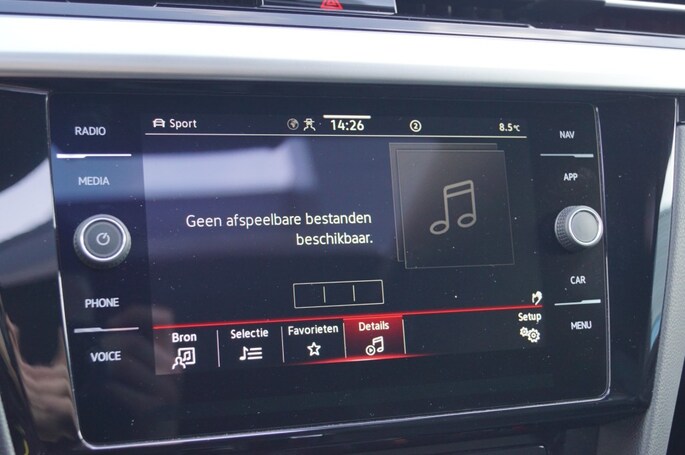 RADIO
MEDIA
PHONE
VOICE
Sport
14:26
2
8.5°C
Geen afspeelbare bestanden
beschikbaar.
Bron
Selectie
Favorieten
Details
Setup
NAV
APP
CAR
MENU